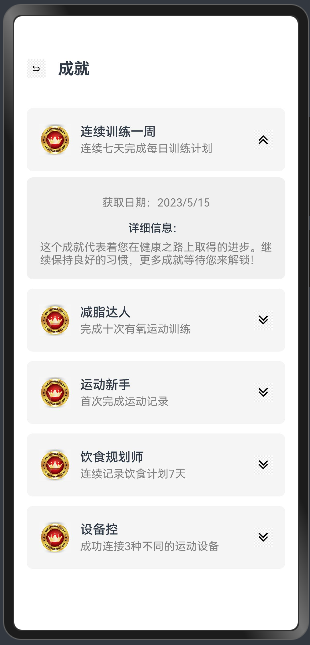 成就
连续训练一周
连续七天完成每日训练计划
获取日期：2023/5/15
详细信息：
这个成就代表着您在健康之路上取得的进步。继
续保持良好的习惯，更多成就等待您来解锁！
减脂达人
完成十次有氧运动训练
运动新手
首次完成运动记录
饮食规划师
连续记录饮食计划7天
设备控
成功连接3种不同的运动设备